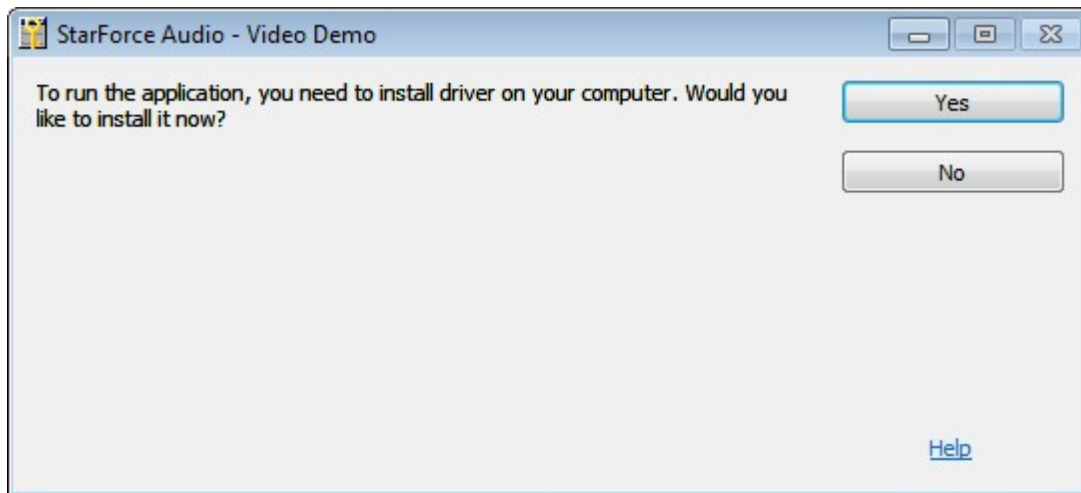 StarForce Audio - Video Demo
To run the application, you need to install driver on your computer. Would you
like to install it now?
Yes
No
Help